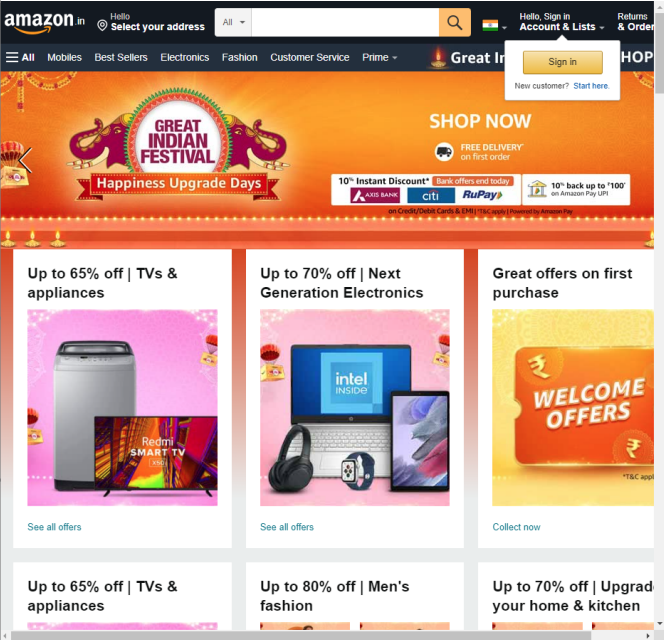 amazon.in
Hello
Select your address
All
Hello, Sign in
Account & Lists
Returns
& Order
All Mobiles Best Sellers Electronics Fashion Customer Service Prime
Great In
HOP
Sign in
New customer? Start here.
GREAT
INDIAN
FESTIVAL
Happiness Upgrade Days
SHOP NOW
FREE DELIVERY*
on first order
10% Instant Discount* Bank offers end today
AXIS BANK citi RuPay
10% back up to ₹100*
on Amazon Pay UPI
on Credit/Debit Cards & EMI | *T&C apply | Powered by Amazon Pay
Up to 65% off | TVs &
appliances
Redmi
SMART TV
X50
See all offers
Up to 70% off | Next
Generation Electronics
intel
INSIDE
See all offers
Great offers on first
purchase
₹
WELCOME
OFFERS
₹
*T&C appl
Collect now
Up to 65% off | TVs &
appliances
Up to 80% off | Men's
fashion
Up to 70% off | Upgrad
your home & kitchen